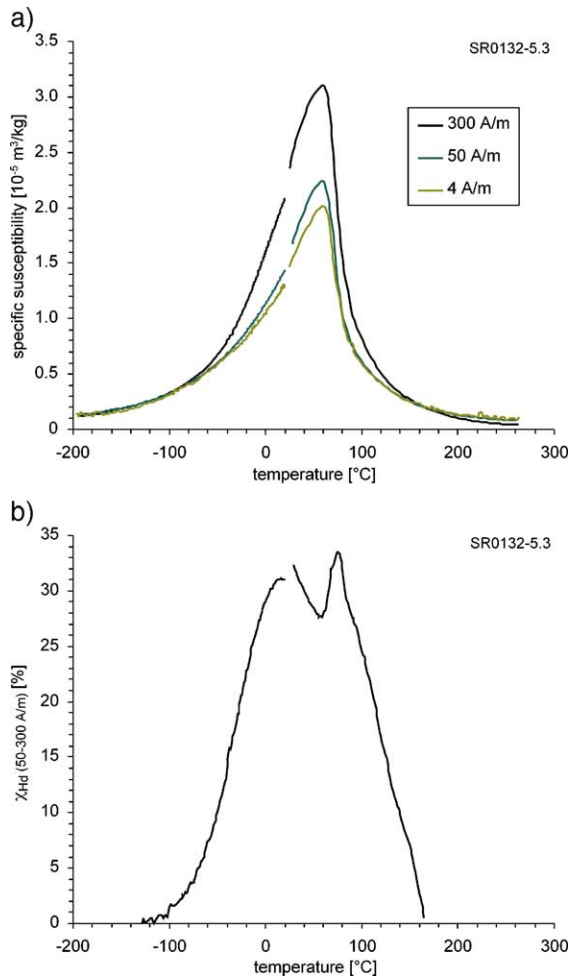 a)
SR0132-5.3
3.5
3.0
2.5
2.0
1.5
1.0
0.5
0
specific susceptibility [10⁻⁵ m³/kg]
300 A/m
50 A/m
4 A/m
-200 -100 0 100 200 300
temperature [°C]
b)
SR0132-5.3
35
30
25
20
15
10
5
0
χHd (50-300 A/m) [%]
-200 -100 0 100 200 300
temperature [°C]